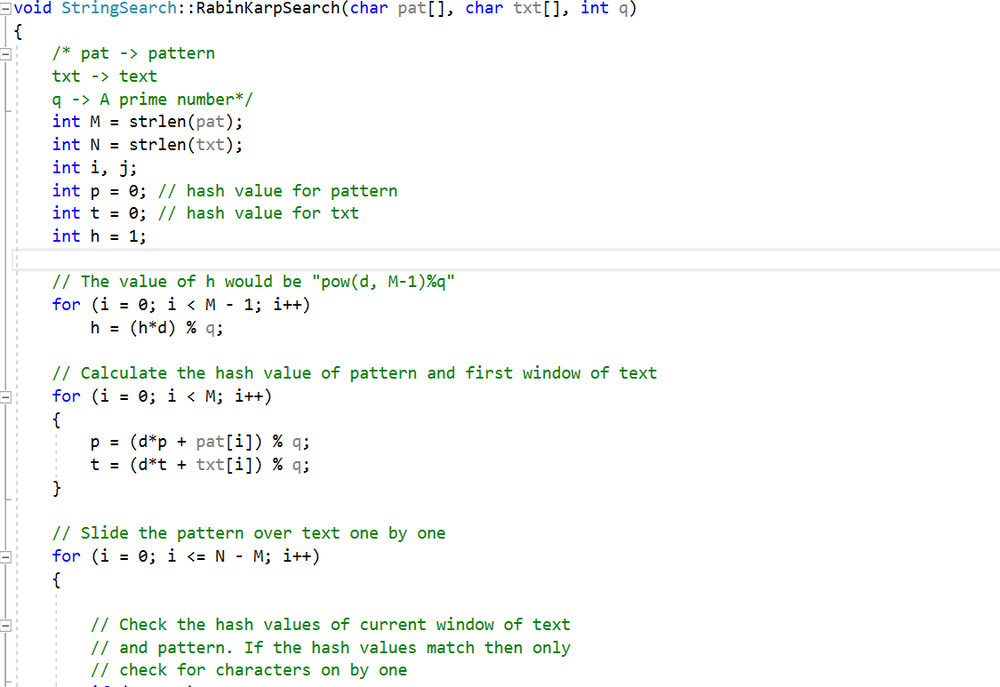 void StringSearch::RabinKarpSearch(char pat[], char txt[], int q)
{
/* pat -> pattern
txt -> text
q -> A prime number*/
int M = strlen(pat);
int N = strlen(txt);
int i, j;
int p = 0; // hash value for pattern
int t = 0; // hash value for txt
int h = 1;
// The value of h would be "pow(d, M-1)%q"
for (i = 0; i < M - 1; i++)
h = (h*d) % q;
// Calculate the hash value of pattern and first window of text
for (i = 0; i < M; i++)
{
p = (d*p + pat[i]) % q;
t = (d*t + txt[i]) % q;
}
// Slide the pattern over text one by one
for (i = 0; i <= N - M; i++)
{
// Check the hash values of current window of text
// and pattern. If the hash values match then only
// check for characters on by one